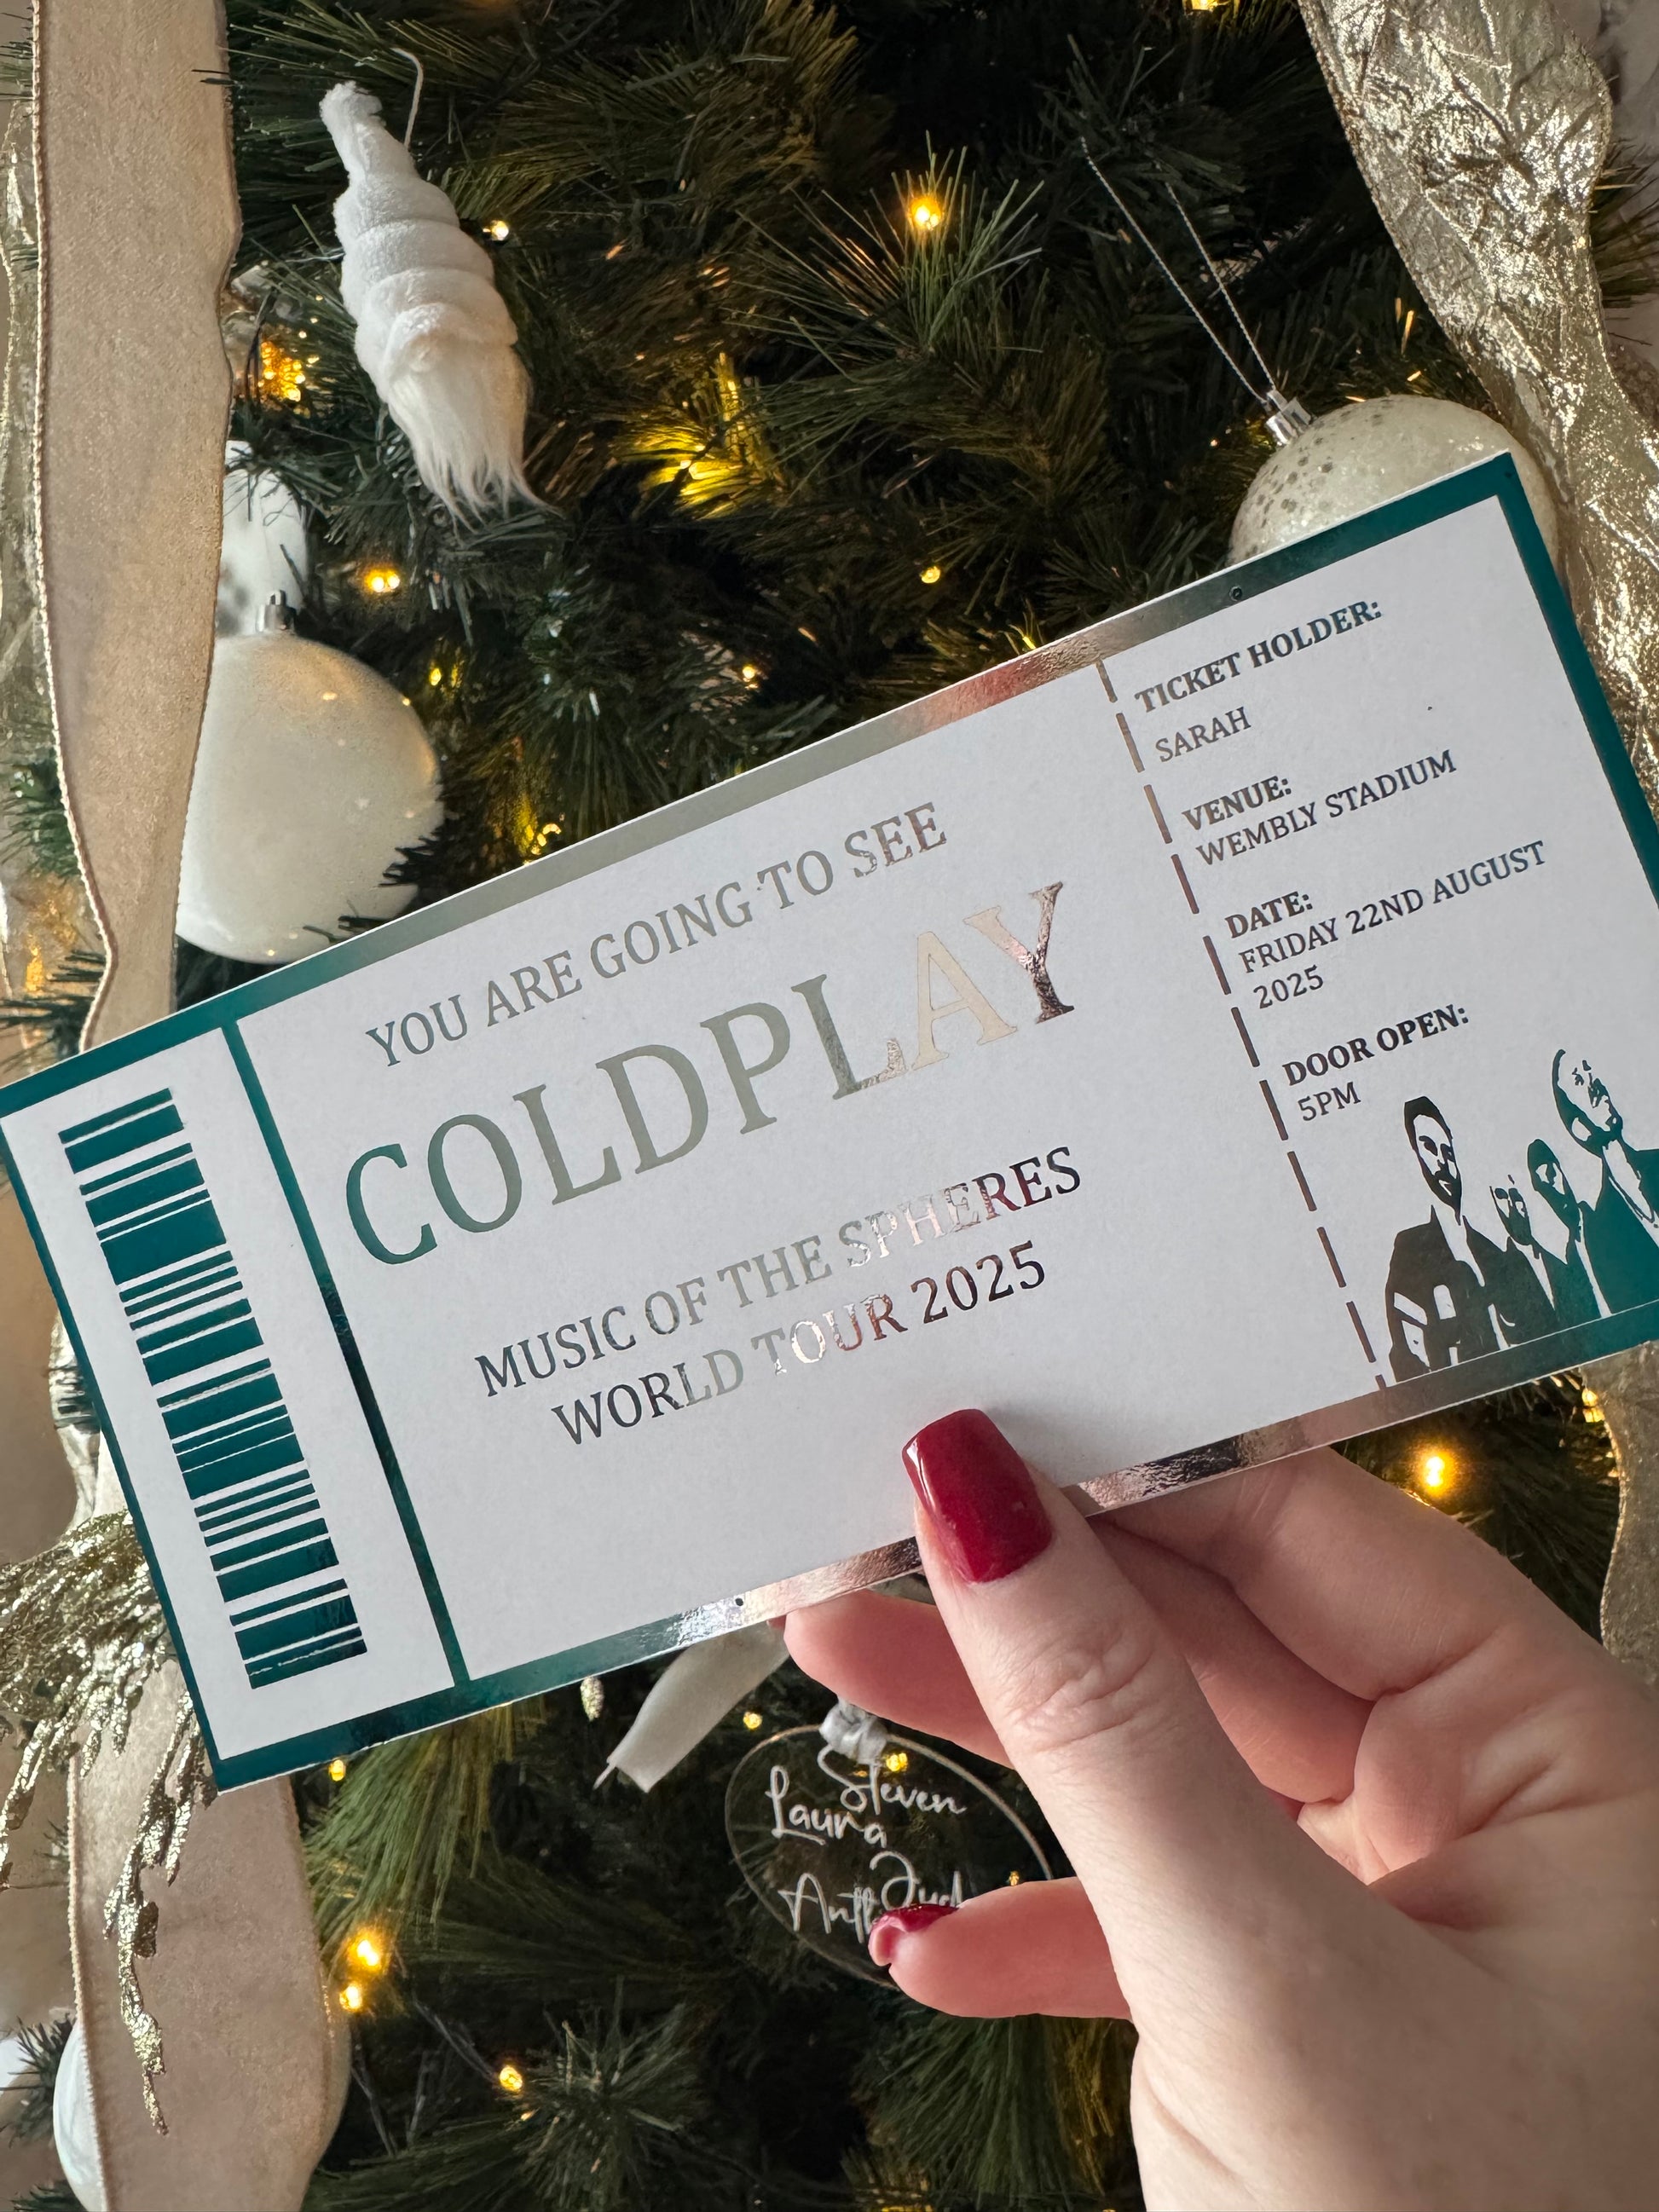 YOU ARE GOING TO SEE
COLDPLAY
MUSIC OF THE SPHERES
WORLD TOUR 2025
TICKET HOLDER:
SARAH
VENUE:
WEMBLY STADIUM
DATE:
FRIDAY 22ND AUGUST
2025
DOOR OPEN:
5PM
Steven
Laura